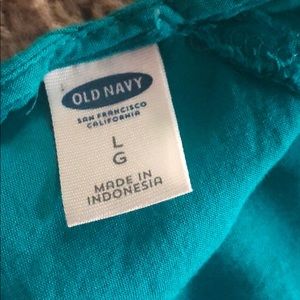 OLD NAVY
SAN FRANCISCO
CALIFORNIA
L
G
MADE IN
INDONESIA